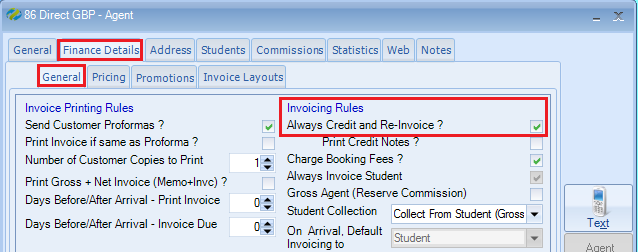 86 Direct GBP - Agent
General Finance Details Address Students Commissions Statistics Web Notes
General Pricing Promotions Invoice Layouts
Invoice Printing Rules
Send Customer Proformas ?
Print Invoice if same as Proforma ?
Number of Customer Copies to Print 1
Print Gross + Net Invoice (Memo+Invc) ?
Days Before/After Arrival - Print Invoice 0
Days Before/After Arrival - Invoice Due 0
Invoicing Rules
Always Credit and Re-Invoice ?
Print Credit Notes ?
Charge Booking Fees ?
Always Invoice Student
Gross Agent (Reserve Commission)
Student Collection Collect From Student (Gross
On Arrival, Default
Invoicing to Student
Text
Agent